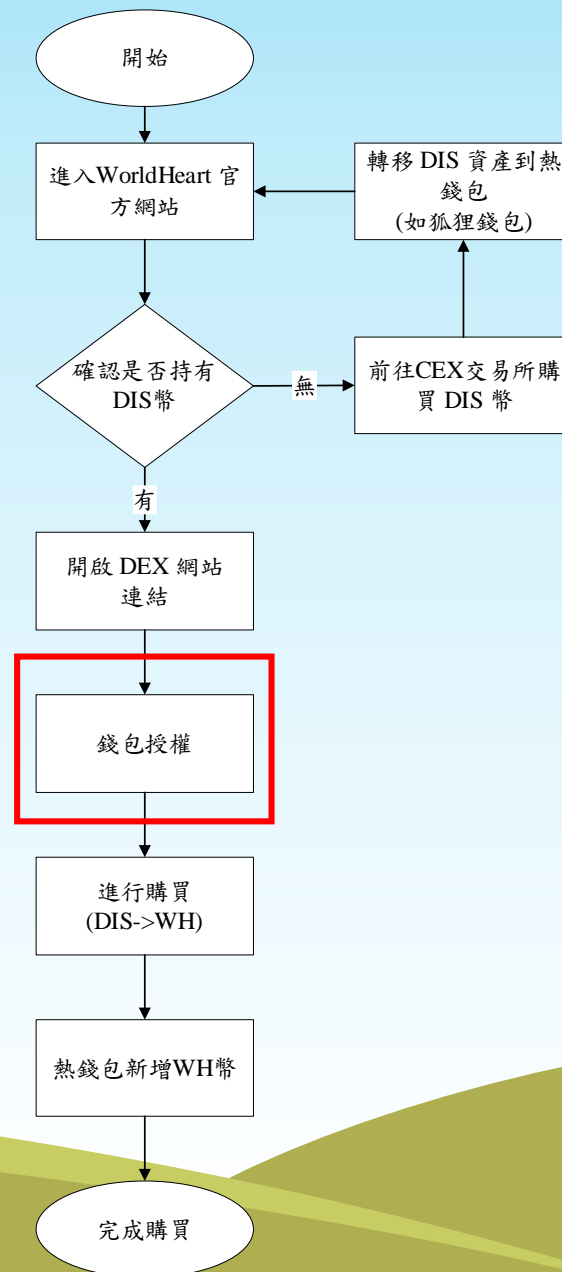 開始
進入WorldHeart 官
方網站
轉移 DIS 資產到熱
錢包
(如狐狸錢包)
確認是否持有
DIS幣
無
前往CEX交易所購
買 DIS 幣
有
開啟 DEX 網站
連結
錢包授權
進行購買
(DIS->WH)
熱錢包新增WH幣
完成購買